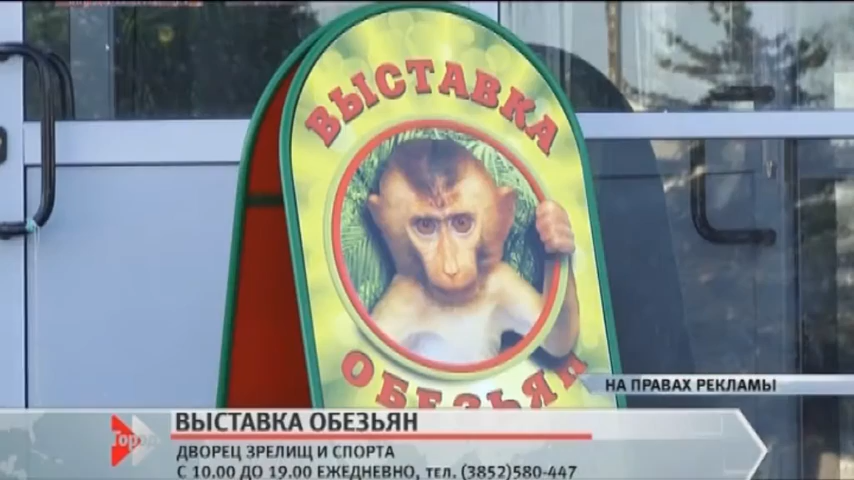 ВЫСТАВКА
ОБЕЗЬЯН
НА ПРАВАХ РЕКЛАМЫ
ВЫСТАВКА ОБЕЗЬЯН
Город
ДВОРЕЦ ЗРЕЛИЩ И СПОРТА
С 10.00 ДО 19.00 ЕЖЕДНЕВНО, тел. (3852)580-447